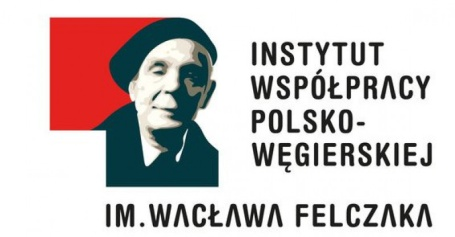 INSTYTUT
WSPÓŁPRACY
POLSKO-
WĘGIERSKIEJ
IM. WACŁAWA FELCZAKA